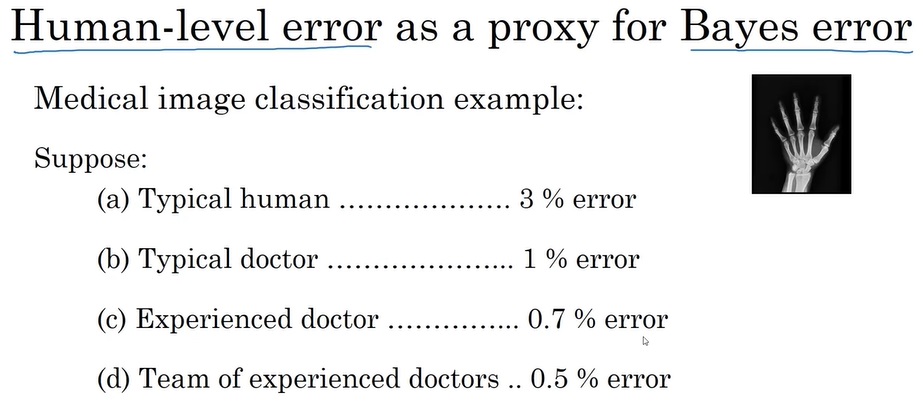 Human-level error as a proxy for Bayes error
Medical image classification example:
Suppose:
(a) Typical human ................... 3 % error
(b) Typical doctor ..................... 1 % error
(c) Experienced doctor .............. 0.7 % error
(d) Team of experienced doctors .. 0.5 % error